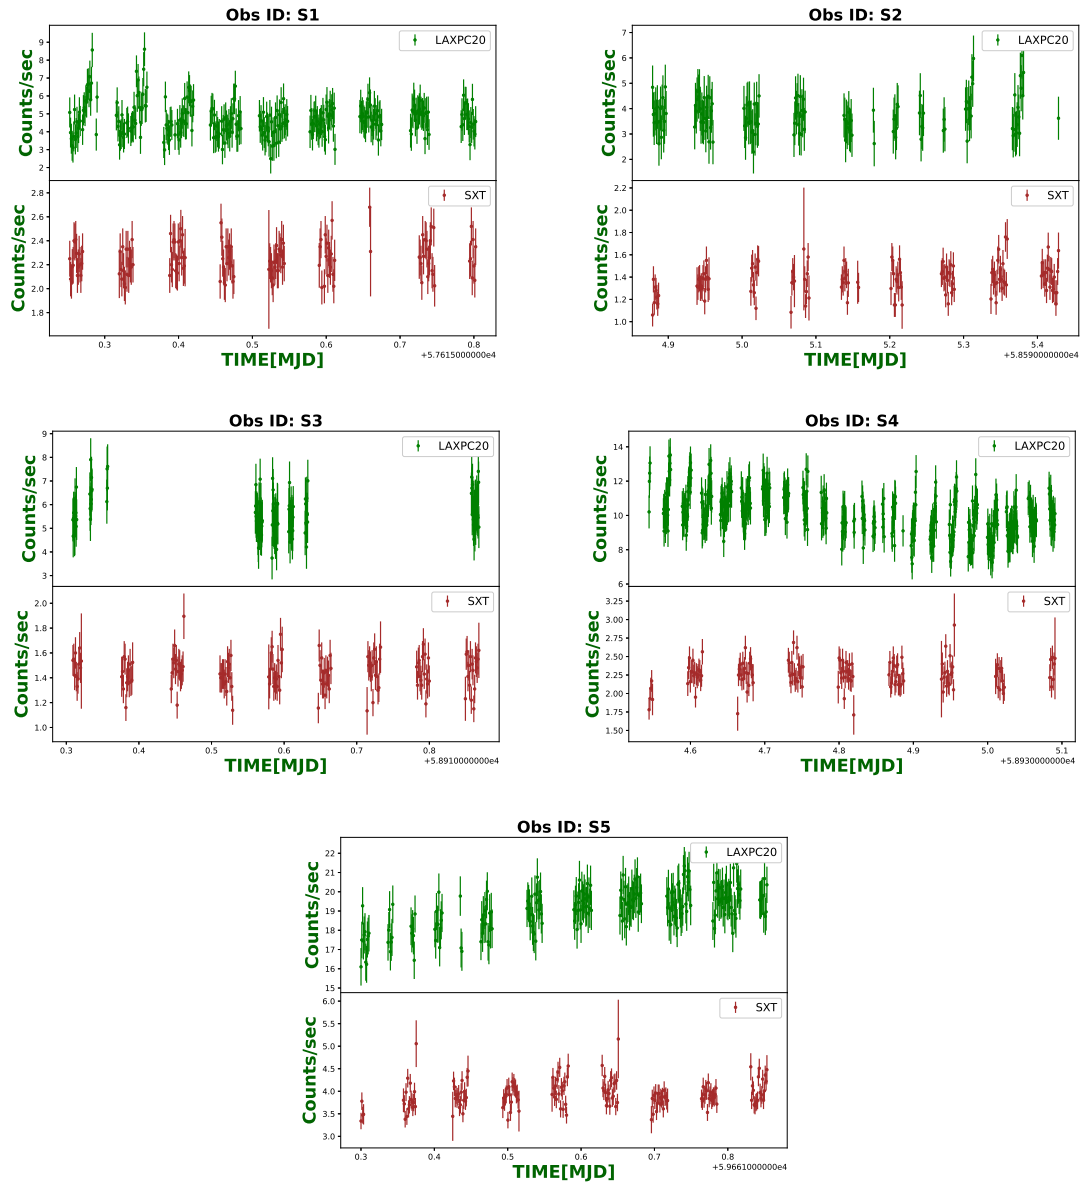 Obs ID: S1
9
8
7
6
5
4
3
2
Counts/sec
LAXPC20
2.8
2.6
2.4
2.2
2.0
1.8
Counts/sec
SXT
0.3 0.4 0.5 0.6 0.7 0.8
+5.7615000000e4
TIME[MJD]
Obs ID: S2
7
6
5
4
3
2
Counts/sec
LAXPC20
2.2
2.0
1.8
1.6
1.4
1.2
1.0
Counts/sec
SXT
4.9 5.0 5.1 5.2 5.3 5.4
+5.8590000000e4
TIME[MJD]
Obs ID: S3
9
8
7
6
5
4
3
Counts/sec
LAXPC20
2.0
1.8
1.6
1.4
1.2
1.0
Counts/sec
SXT
0.3 0.4 0.5 0.6 0.7 0.8
+5.8910000000e4
TIME[MJD]
Obs ID: S4
14
12
10
8
6
Counts/sec
LAXPC20
3.25
3.00
2.75
2.50
2.25
2.00
1.75
1.50
Counts/sec
SXT
4.6 4.7 4.8 4.9 5.0 5.1
+5.8930000000e4
TIME[MJD]
Obs ID: S5
22
21
20
19
18
17
16
15
Counts/sec
LAXPC20
6.0
5.5
5.0
4.5
4.0
3.5
3.0
Counts/sec
SXT
0.3 0.4 0.5 0.6 0.7 0.8
+5.9661000000e4
TIME[MJD]